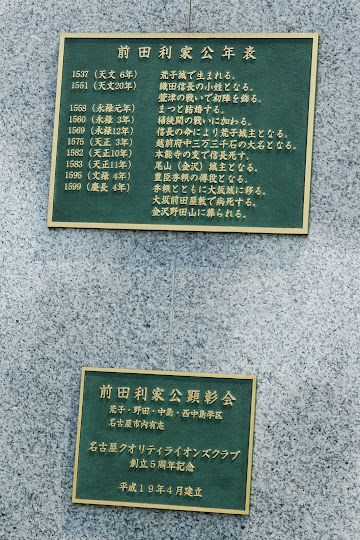 前田利家公年表
1537（天文 6年） 荒子城で生まれる。
1551（天文20年） 織田信長の小姓となる。
萱津の戦いで初陣を飾る。
1558（永禄元年） まつと結婚する。
1560（永禄 3年） 桶狭間の戦いに加わる。
1569（永禄12年） 信長の命により荒子城主となる。
1575（天正 3年） 越前府中三万三千石の大名となる。
1582（天正10年） 本能寺の変で信長死す。
1583（天正11年） 尾山（金沢）城主となる。
1595（文禄 4年） 豊臣秀頼の傅役となる。
1599（慶長 4年） 秀頼とともに大坂城に移る。
大坂前田屋敷で病死する。
金沢野田山に葬られる。
前田利家公顕彰会
荒子・野田・中島・西中島学区
名古屋市内有志
名古屋クオリティライオンズクラブ
創立５周年記念
平成１９年４月建立